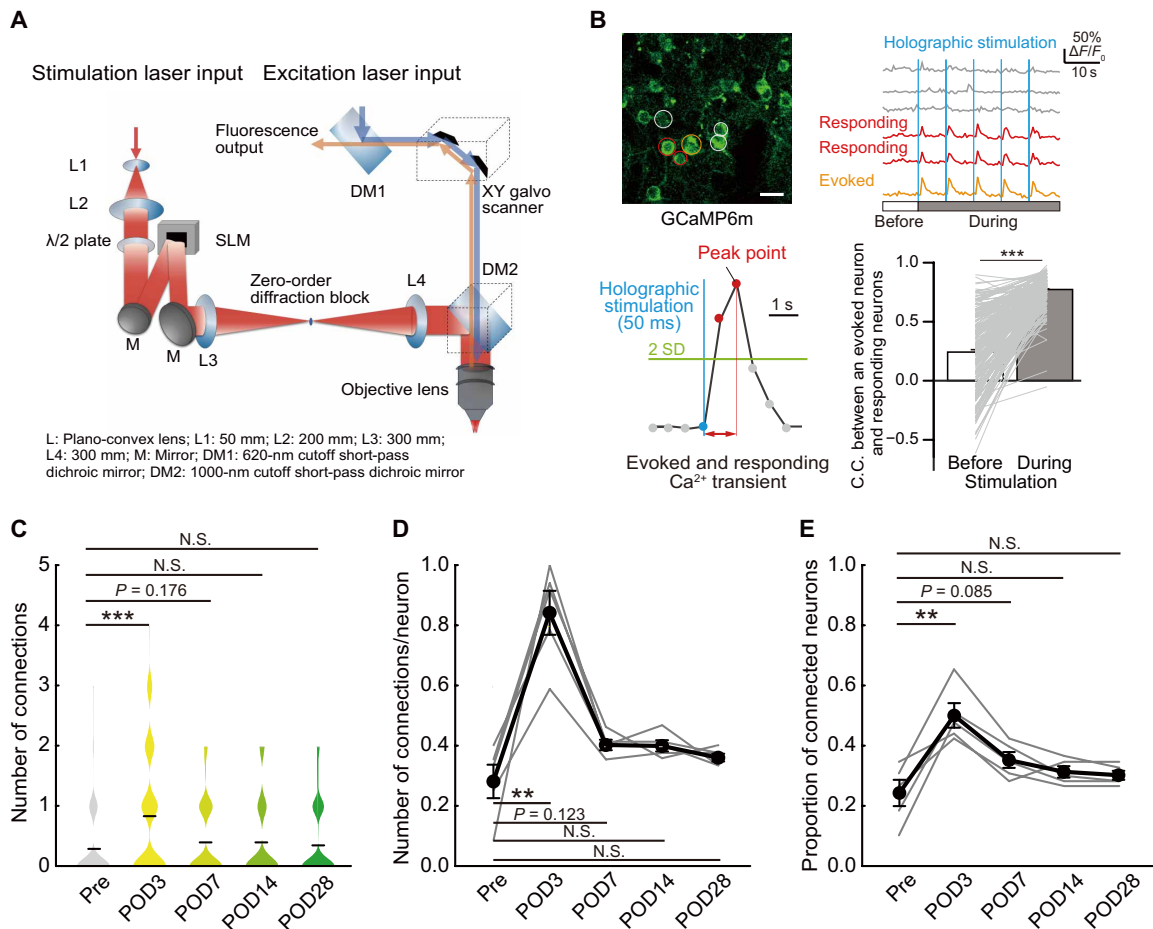 A
Stimulation laser input
Excitation laser input
Fluorescence
output
L1
DM1
XY galvo
scanner
L2
λ/2 plate
SLM
Zero-order
diffraction block
L4
DM2
M
M
L3
Objective lens
L: Plano-convex lens; L1: 50 mm; L2: 200 mm; L3: 300 mm;
L4: 300 mm; M: Mirror; DM1: 620-nm cutoff short-pass
dichroic mirror; DM2: 1000-nm cutoff short-pass dichroic mirror
B
GCaMP6m
Holographic stimulation
50%
ΔF/F0
10 s
Responding
Responding
Evoked
Before
During
Peak point
Holographic
stimulation
(50 ms)
1 s
2 SD
Evoked and responding
Ca²⁺ transient
C.C. between an evoked neuron
and responding neurons
1.0
0.5
0.0
−0.5
***
Before
During
Stimulation
C
Number of connections
5
4
3
2
1
0
N.S.
N.S.
P = 0.176
***
Pre
POD3
POD7
POD14
POD28
D
Number of connections/neuron
1.0
0.8
0.6
0.4
0.2
0.0
**
P = 0.123
N.S.
N.S.
Pre
POD3
POD7
POD14
POD28
E
Proportion of connected neurons
1.0
0.8
0.6
0.4
0.2
0.0
N.S.
N.S.
P = 0.085
**
Pre
POD3
POD7
POD14
POD28